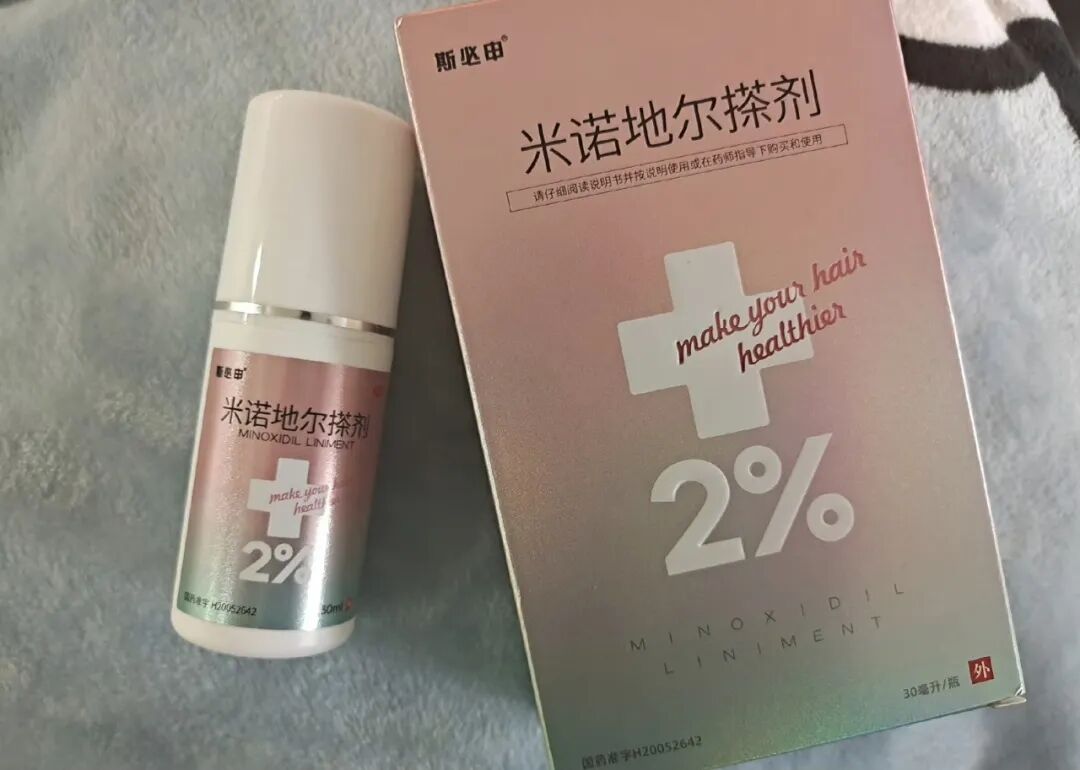 斯必申®
米诺地尔搽剂
MINOXIDIL LINIMENT
make your
2%
国药准字H20052642
30ml
斯必申®
米诺地尔搽剂
请仔细阅读说明书并按说明使用或在药师指导下购买和使用
make your hair
healthier
2%
MINOXIDIL
LINIMENT
30毫升/瓶
外
国药准字H20052642